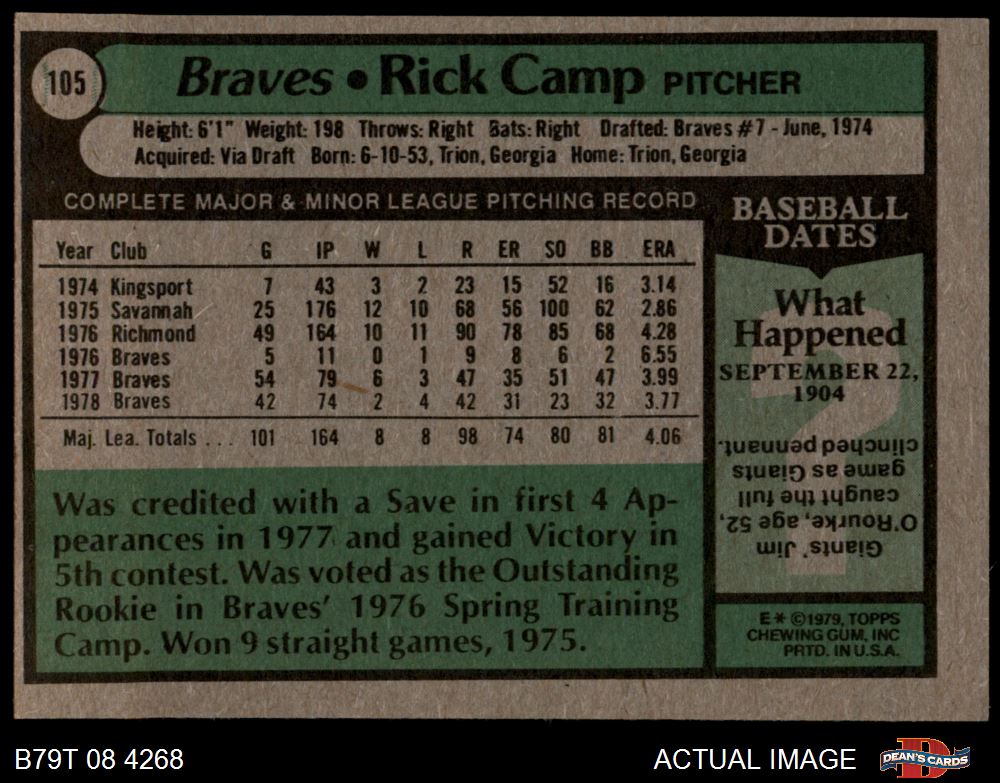 105
Braves • Rick Camp PITCHER
Height: 6'1" Weight: 198 Throws: Right Bats: Right Drafted: Braves #7 - June, 1974
Acquired: Via Draft Born: 6-10-53, Trion, Georgia Home: Trion, Georgia
COMPLETE MAJOR & MINOR LEAGUE PITCHING RECORD
Year Club G IP W L R ER SO BB ERA
1974 Kingsport 7 43 3 2 23 15 52 16 3.14
1975 Savannah 25 176 12 10 68 56 100 62 2.86
1976 Richmond 49 164 10 11 90 78 85 68 4.28
1976 Braves 5 11 0 1 9 8 6 2 6.55
1977 Braves 54 79 6 3 47 35 51 47 3.99
1978 Braves 42 74 2 4 42 31 23 32 3.77
Maj. Lea. Totals . . . 101 164 8 8 98 74 80 81 4.06
Was credited with a Save in first 4 Ap-
pearances in 1977 and gained Victory in
5th contest. Was voted as the Outstanding
Rookie in Braves' 1976 Spring Training
Camp. Won 9 straight games, 1975.
BASEBALL
DATES
What
Happened
SEPTEMBER 22,
1904
?
Giants' Jim
O'Rourke, age 52,
caught the full
game as Giants
clinched pennant.
E* ©1979, TOPPS
CHEWING GUM, INC
PRTD. IN U.S.A.
B79T 08 4268
ACTUAL IMAGE
D
DEAN'S CARDS